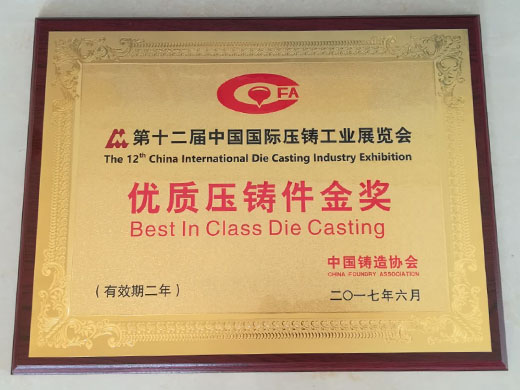 CFA
第十二届中国国际压铸工业展览会
The 12th China International Die Casting Industry Exhibition
优质压铸件金奖
Best In Class Die Casting
中国铸造协会
CHINA FOUNDRY ASSOCIATION
（有效期二年）
二〇一七年六月